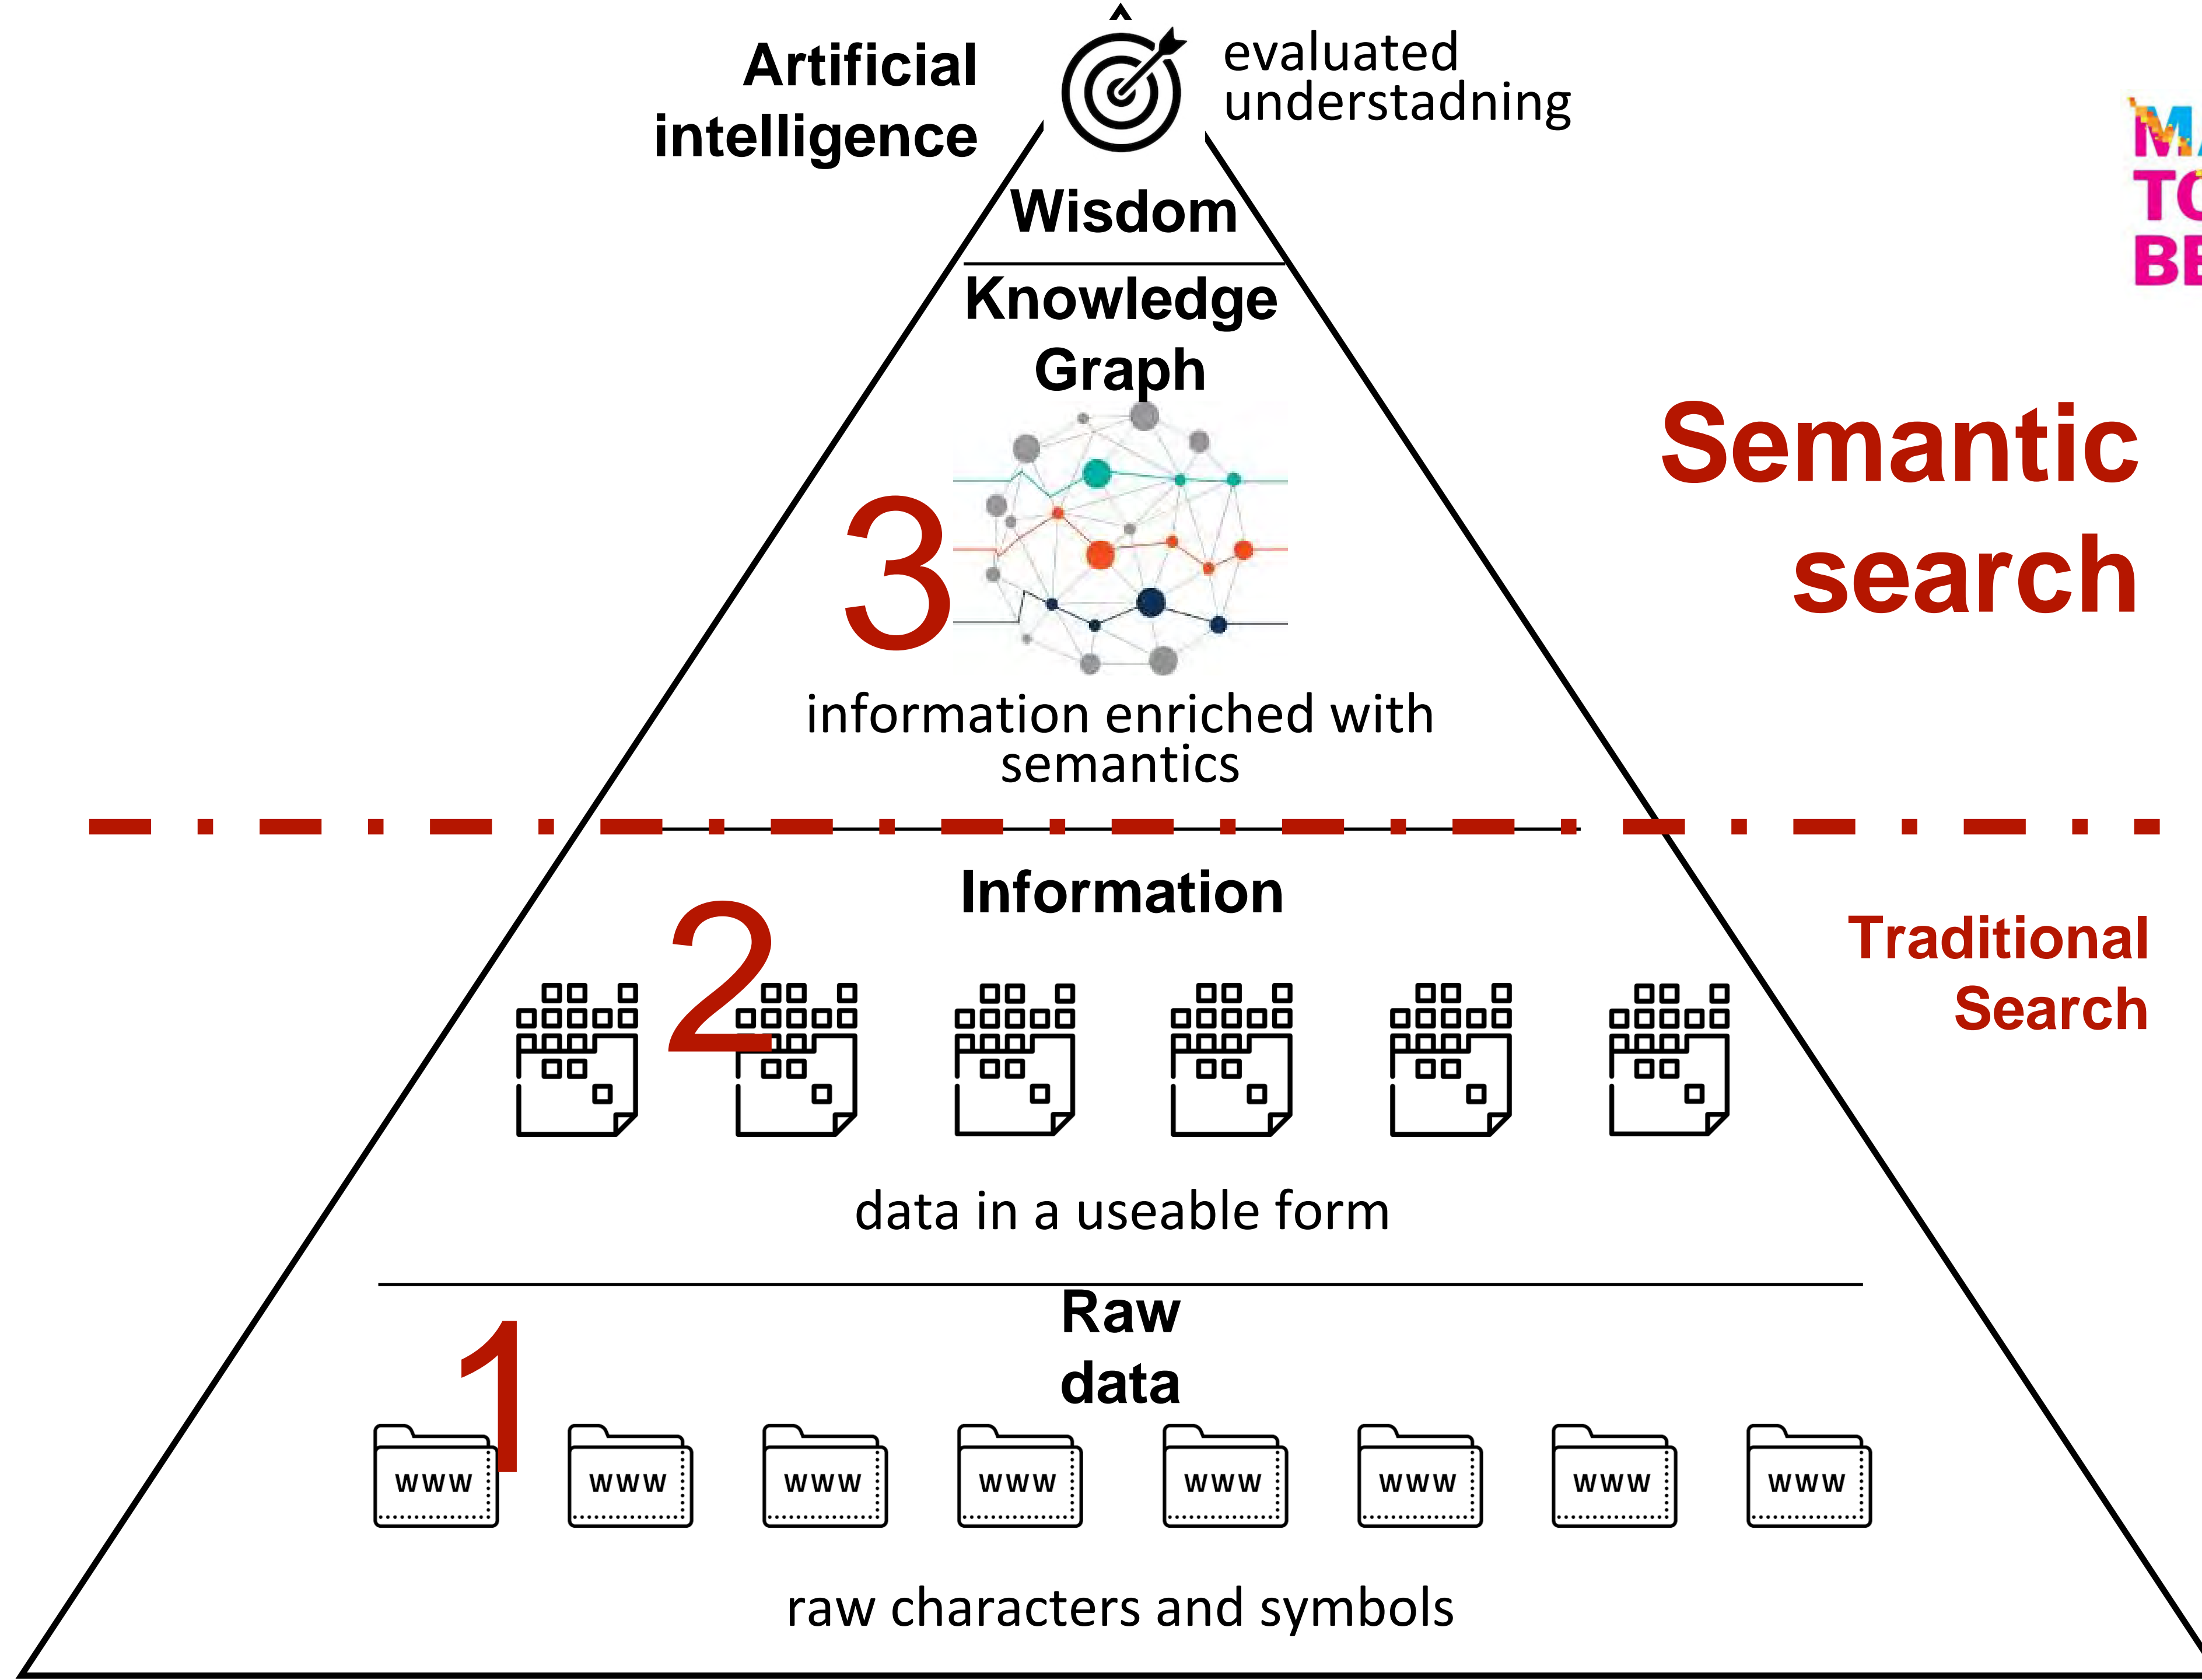 Artificial
intelligence
evaluated
understadning
Wisdom
Knowledge
Graph
3
information enriched with
semantics
Semantic
search
Information
2
data in a useable form
Traditional
Search
Raw
data
1
www www www www www www www www
raw characters and symbols